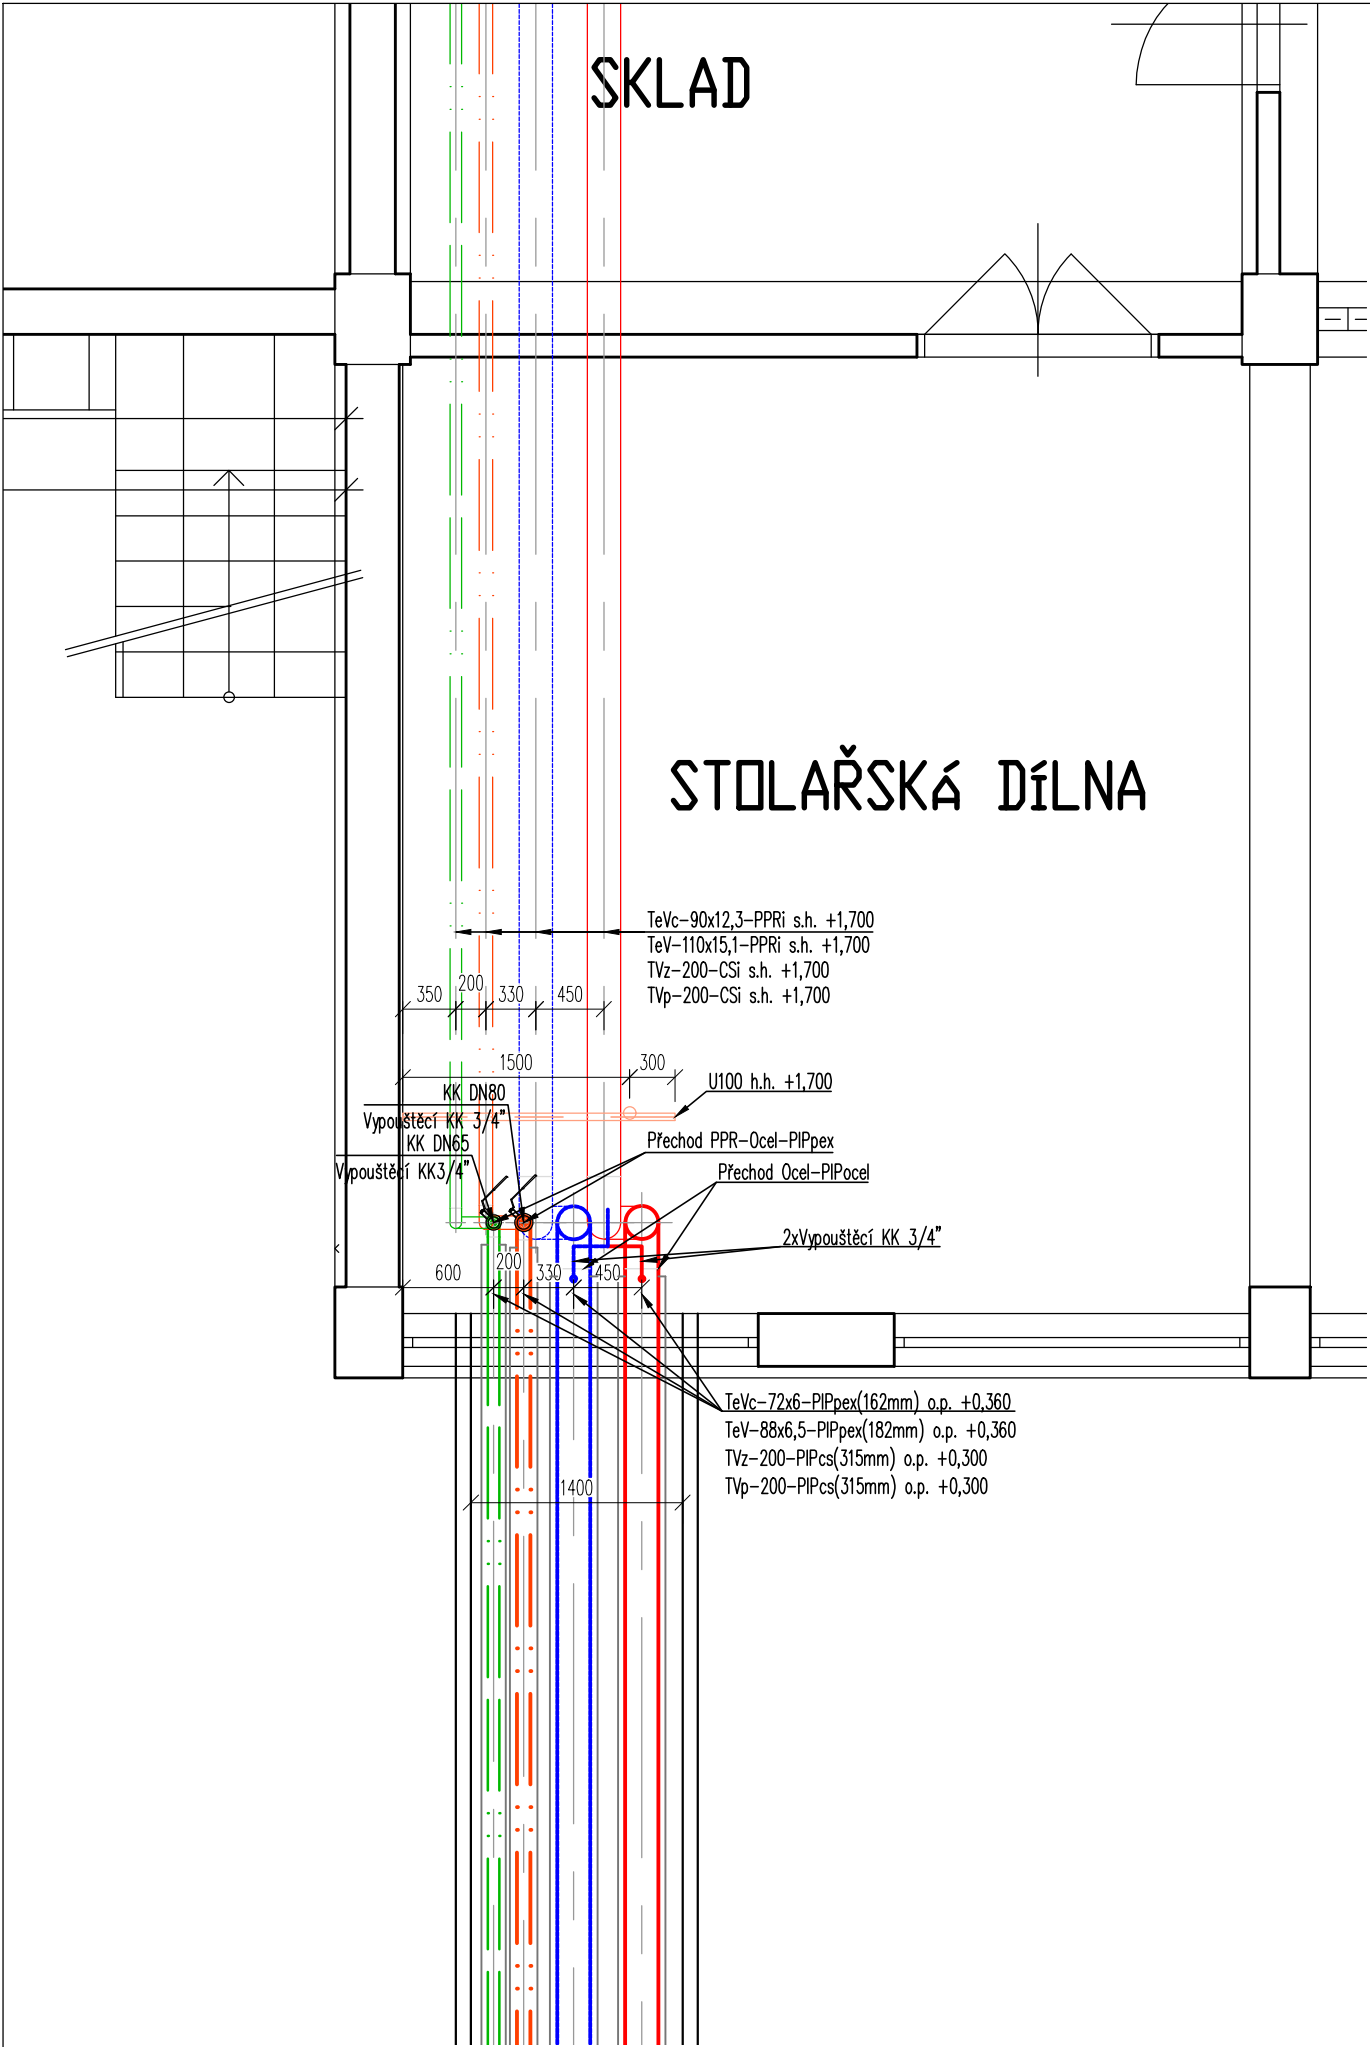 SKLAD
STOLAŘSKá DíLNA
TeVc-90x12,3-PPRi s.h. +1,700
TeV-110x15,1-PPRi s.h. +1,700
TVz-200-CSi s.h. +1,700
TVp-200-CSi s.h. +1,700
350
200
330
450
1500
300
U100 h.h. +1,700
KK DN80
Vypouštěcí KK 3/4"
KK DN65
Vypouštěcí KK3/4"
Přechod PPR-Ocel-PIPpex
Přechod Ocel-PIPocel
2xVypouštěcí KK 3/4"
600
200
330
450
TeVc-72x6-PIPpex(162mm) o.p. +0,360
TeV-88x6,5-PIPpex(182mm) o.p. +0,360
TVz-200-PIPcs(315mm) o.p. +0,300
TVp-200-PIPcs(315mm) o.p. +0,300
1400